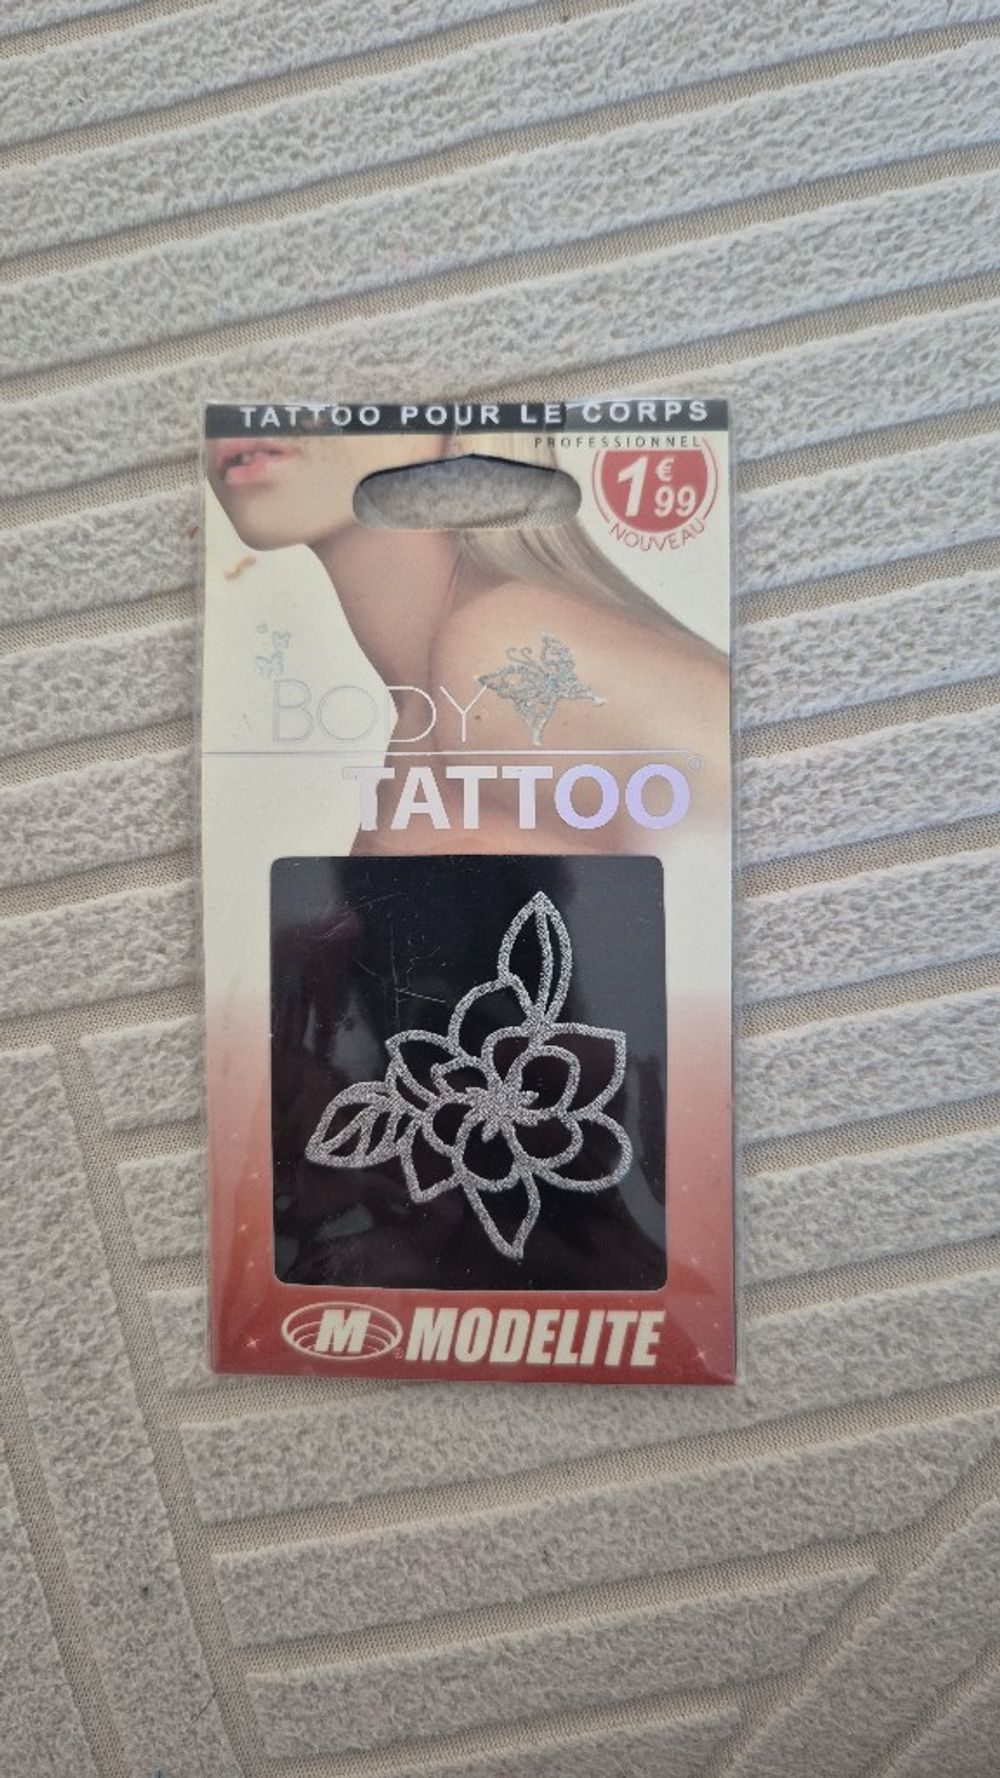 TATTOO POUR LE CORPS
PROFESSIONNEL
1€99
NOUVEAU
BODY
TATTOO®
M® MODELITE